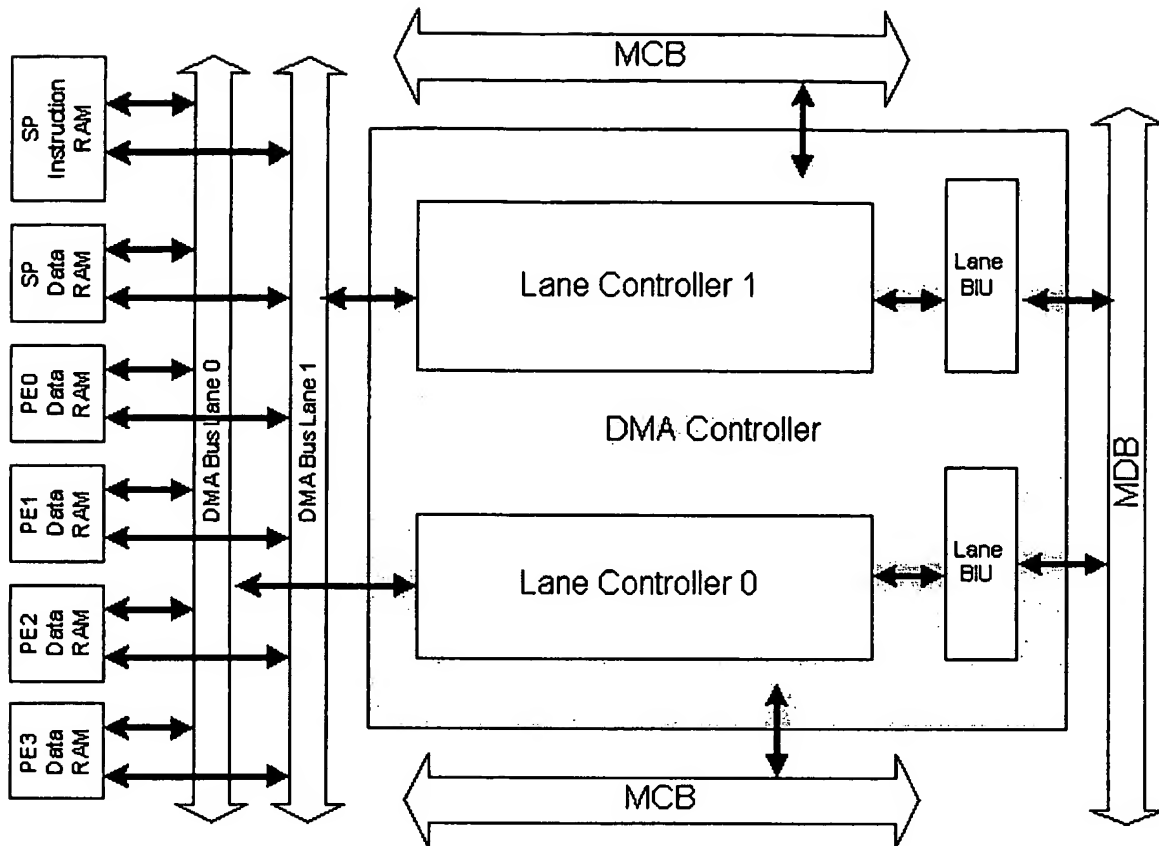 MCB
SP
Instruction
RAM
SP
Data
RAM
PE0
Data
RAM
PE1
Data
RAM
PE2
Data
RAM
PE3
Data
RAM
DMA Bus Lane 0
DMA Bus Lane 1
Lane Controller 1
Lane
BIU
DMA Controller
Lane Controller 0
Lane
BIU
MDB
MCB